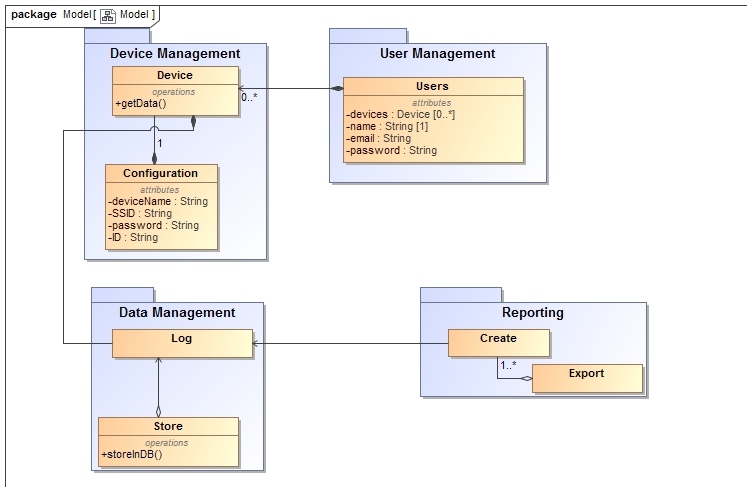 package Model[ Model ]
Device Management
Device
operations
+getData()
1
Configuration
attributes
-deviceName : String
-SSID : String
-password : String
-ID : String
User Management
Users
attributes
-devices : Device [0..*]
-name : String [1]
-email : String
-password : String
0..*
Data Management
Log
Store
operations
+storeInDB()
Reporting
Create
1..*
Export